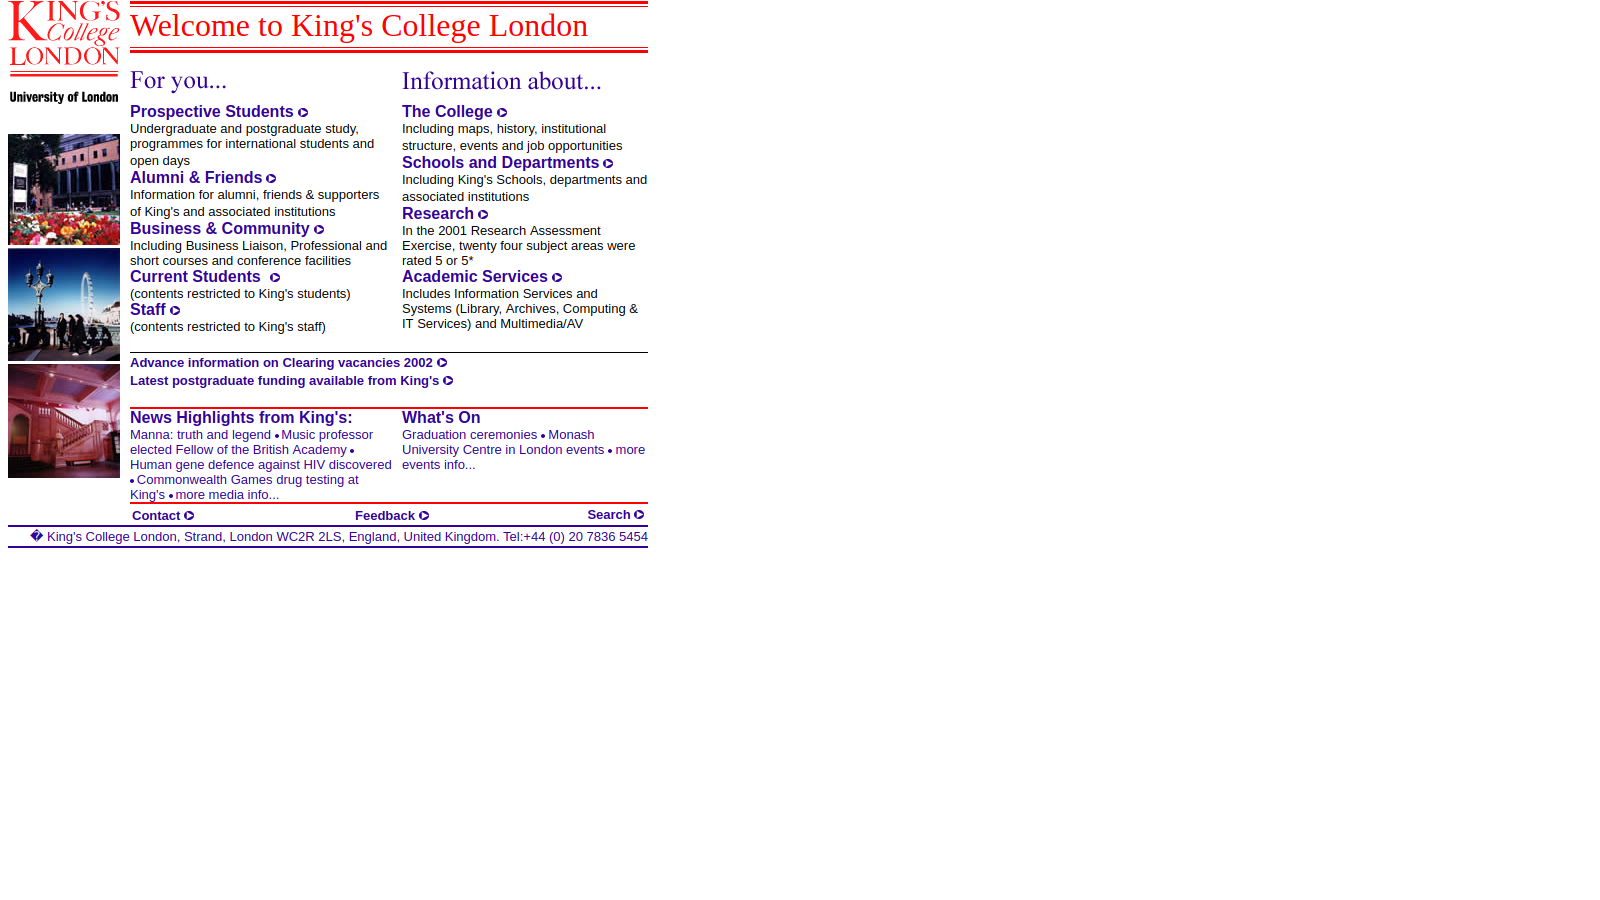 KING'S
College
LONDON
University of London
Welcome to King's College London
For you...
Prospective Students
Undergraduate and postgraduate study,
programmes for international students and
open days
Alumni & Friends
Information for alumni, friends & supporters
of King's and associated institutions
Business & Community
Including Business Liaison, Professional and
short courses and conference facilities
Current Students
(contents restricted to King's students)
Staff
(contents restricted to King's staff)
Information about...
The College
Including maps, history, institutional
structure, events and job opportunities
Schools and Departments
Including King's Schools, departments and
associated institutions
Research
In the 2001 Research Assessment
Exercise, twenty four subject areas were
rated 5 or 5*
Academic Services
Includes Information Services and
Systems (Library, Archives, Computing &
IT Services) and Multimedia/AV
Advance information on Clearing vacancies 2002
Latest postgraduate funding available from King's
News Highlights from King's:
Manna: truth and legend • Music professor
elected Fellow of the British Academy •
Human gene defence against HIV discovered
• Commonwealth Games drug testing at
King's • more media info...
What's On
Graduation ceremonies • Monash
University Centre in London events • more
events info...
Contact
Feedback
Search
� King's College London, Strand, London WC2R 2LS, England, United Kingdom. Tel:+44 (0) 20 7836 5454